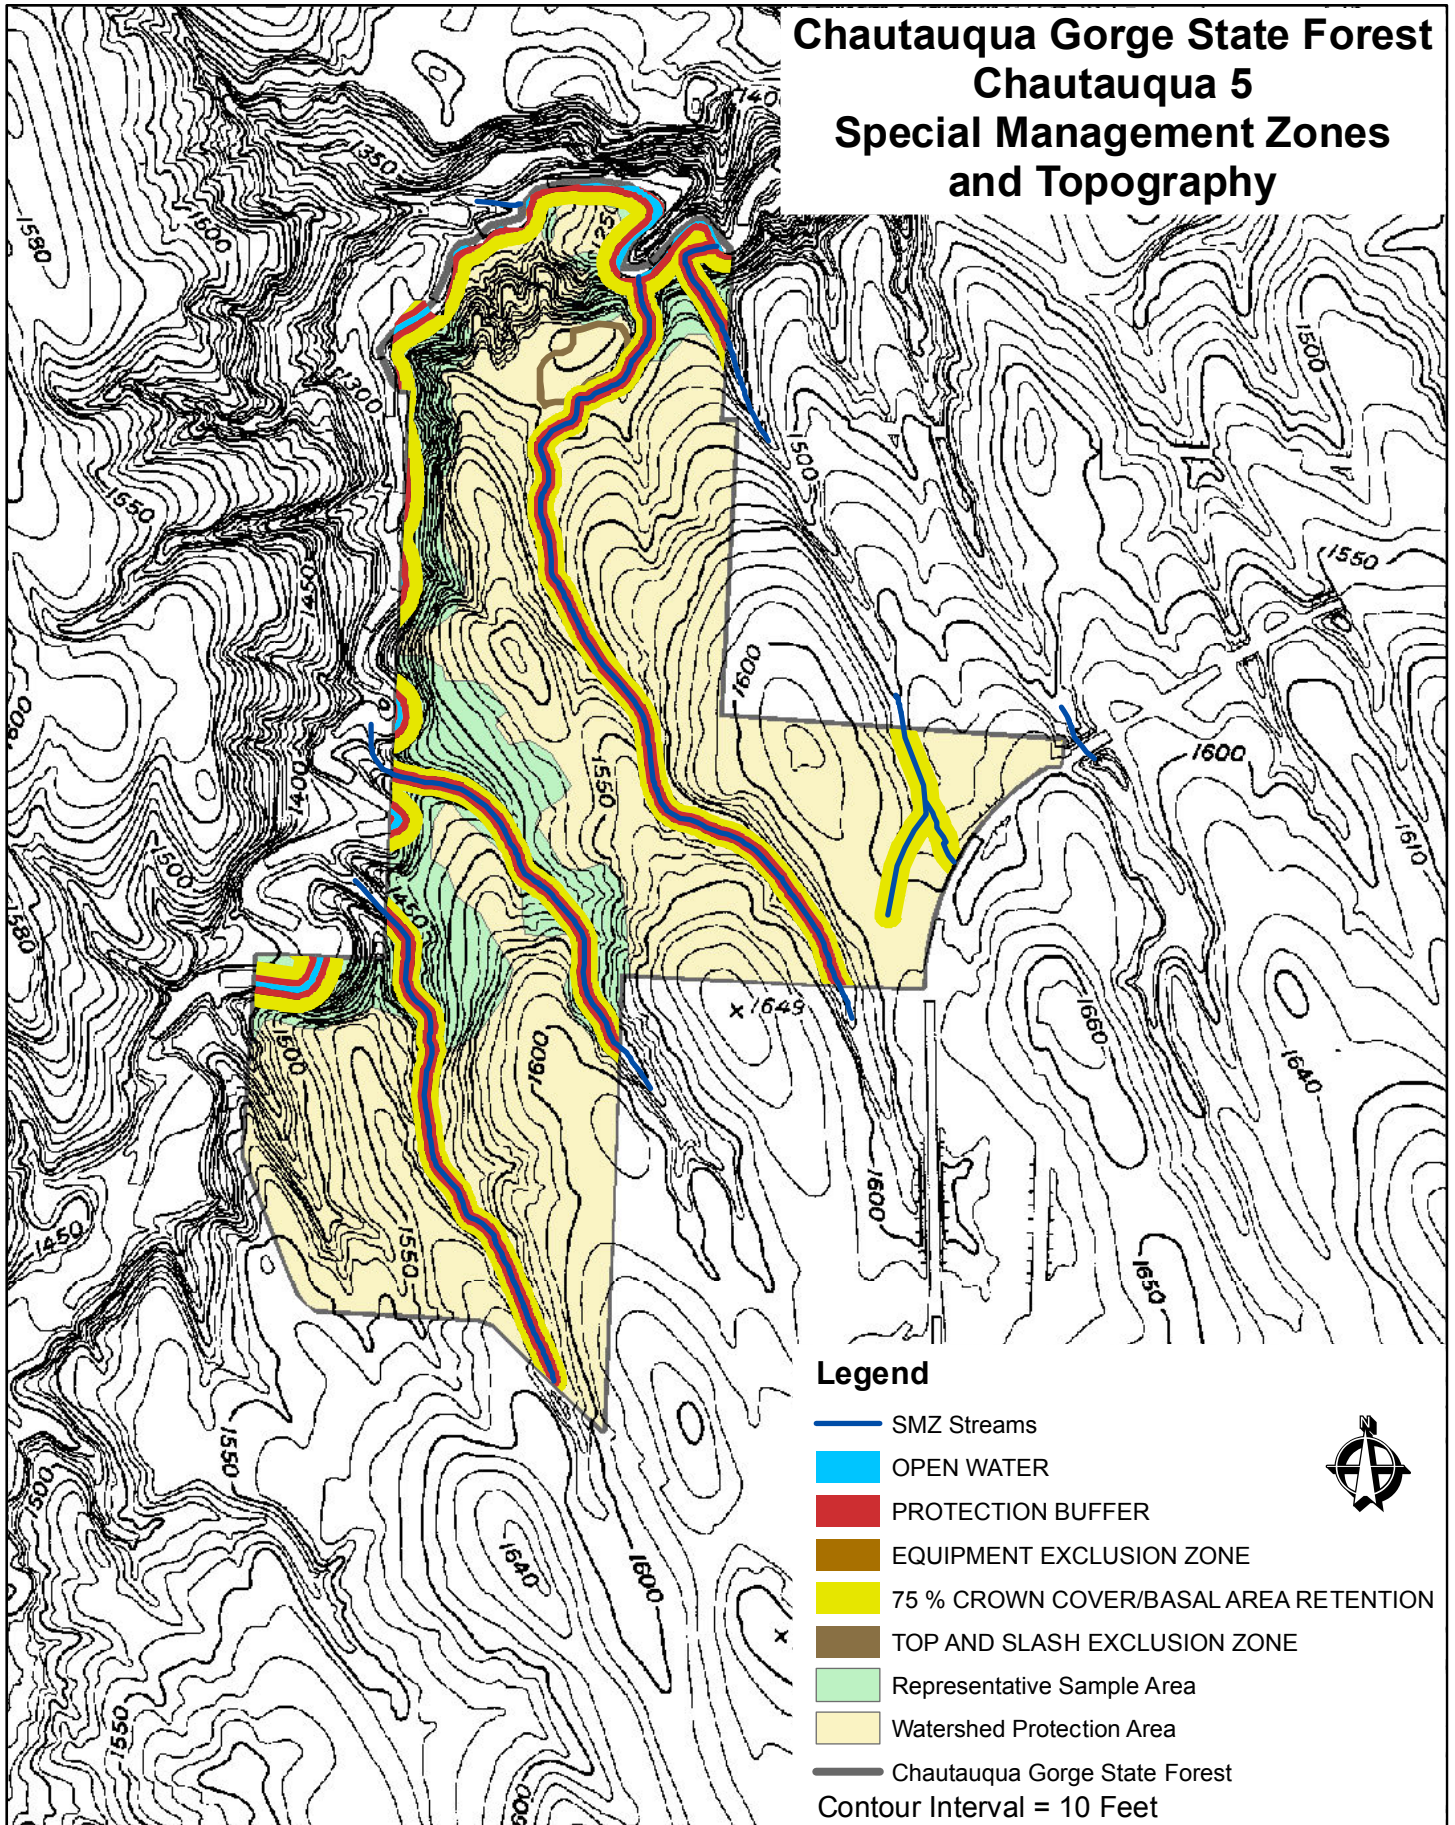 Chautauqua Gorge State Forest
Chautauqua 5
Special Management Zones
and Topography
1740
1350
1600
1580
1250
1300
1500
1500
1550
1550
1450
1600
1600
1550
1400
1600
1500
1610
1580
1450
x 1649
1660
1500
1600
1640
1600
1450
1550
1650
Legend
SMZ Streams
N
OPEN WATER
1550
1500
PROTECTION BUFFER
EQUIPMENT EXCLUSION ZONE
1640
1600
75 % CROWN COVER/BASAL AREA RETENTION
x
TOP AND SLASH EXCLUSION ZONE
Representative Sample Area
1550
Watershed Protection Area
Chautauqua Gorge State Forest
1600
Contour Interval = 10 Feet